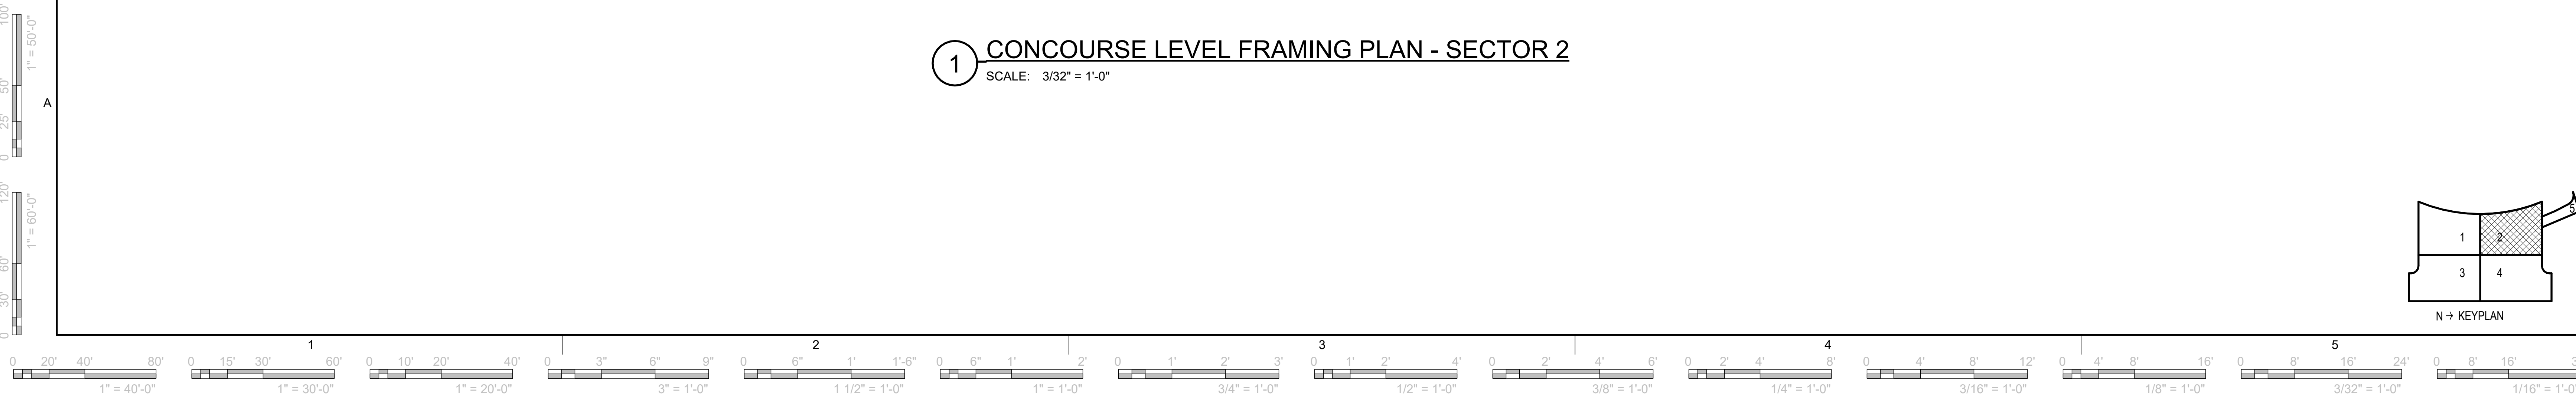 100'
1" = 50'-0"
50'
25'
0
1
CONCOURSE LEVEL FRAMING PLAN - SECTOR 2
SCALE: 3/32" = 1'-0"
A
120'
1" = 60'-0"
60'
30'
0
1 2 3 4 5
N → KEYPLAN
1 2 3 4 5
0 20' 40' 80' 0 15' 30' 60' 0 10' 20' 40' 0 3" 6" 9" 0 6" 1' 1'-6" 0 6" 1' 2' 0 1' 2' 3' 0 1' 2' 4' 0 2' 4' 6' 0 2' 4' 8' 0 4' 8' 12' 0 4' 8' 16' 0 8' 16' 24' 0 8' 16'
1" = 40'-0" 1" = 30'-0" 1" = 20'-0" 3" = 1'-0" 1 1/2" = 1'-0" 1" = 1'-0" 3/4" = 1'-0" 1/2" = 1'-0" 3/8" = 1'-0" 1/4" = 1'-0" 3/16" = 1'-0" 1/8" = 1'-0" 3/32" = 1'-0" 1/16" = 1'-0"